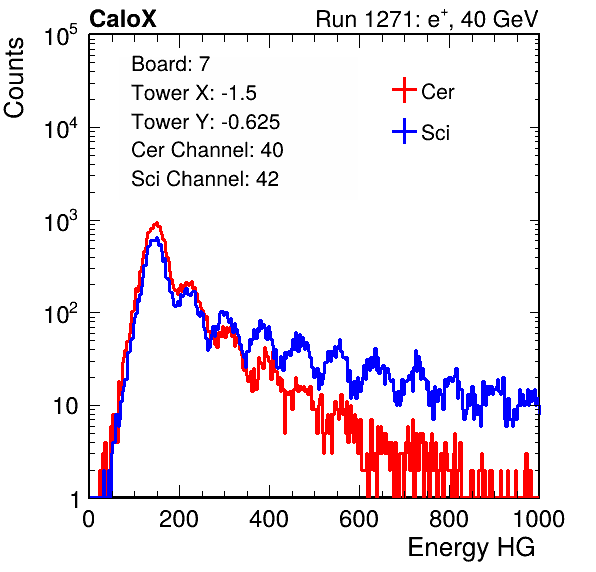 CaloX Run 1271: e⁺, 40 GeV
Counts
Board: 7
Tower X: -1.5
Tower Y: -0.625
Cer Channel: 40
Sci Channel: 42
Cer
Sci
10⁵
10⁴
10³
10²
10
1
0 200 400 600 800 1000
Energy HG